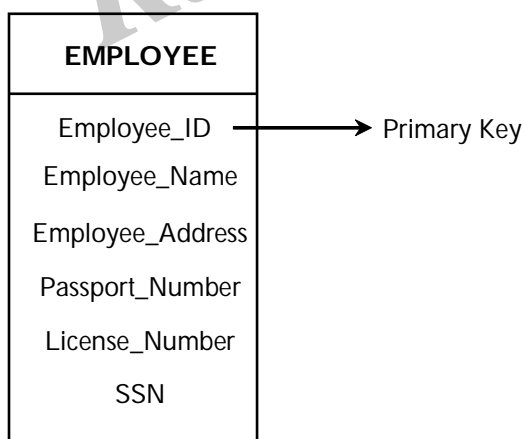 EMPLOYEE
Employee_ID Primary Key
Employee_Name
Employee_Address
Passport_Number
License_Number
SSN